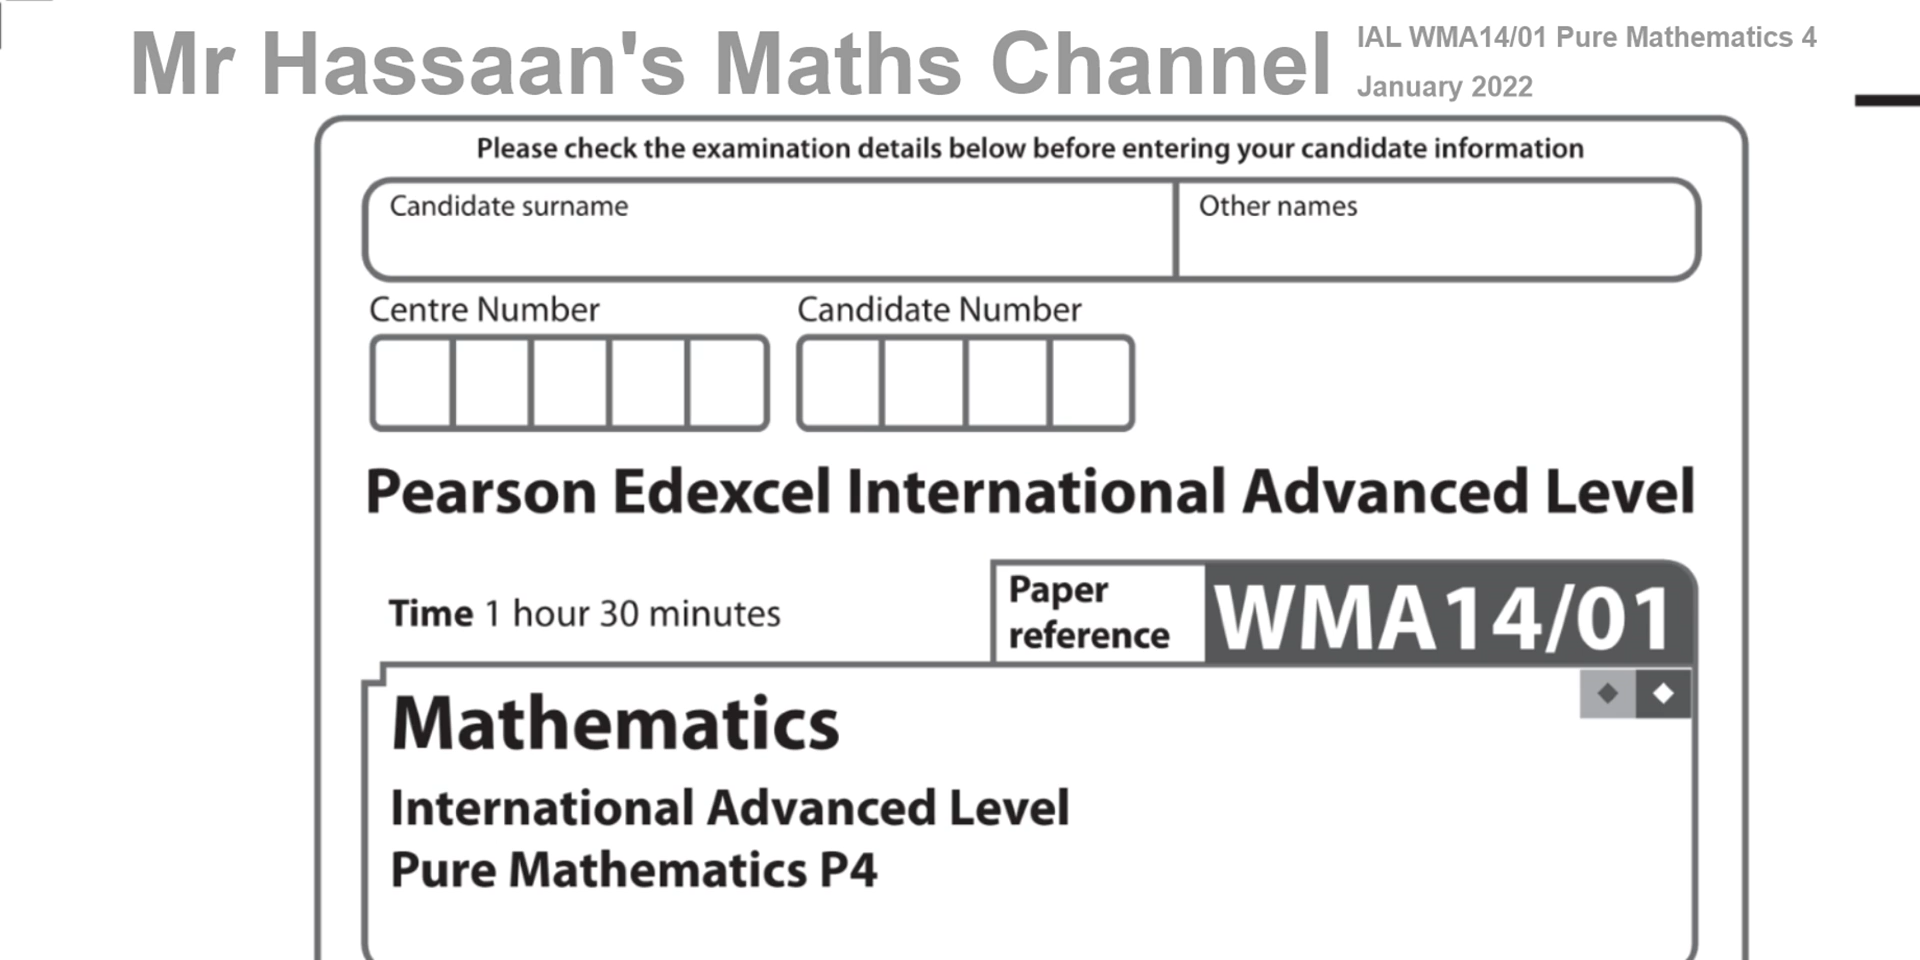 Mr Hassaan's Maths Channel
IAL WMA14/01 Pure Mathematics 4
January 2022
Please check the examination details below before entering your candidate information
Candidate surname
Other names
Centre Number
Candidate Number
Pearson Edexcel International Advanced Level
Time 1 hour 30 minutes
Paper
reference
WMA14/01
Mathematics
International Advanced Level
Pure Mathematics P4